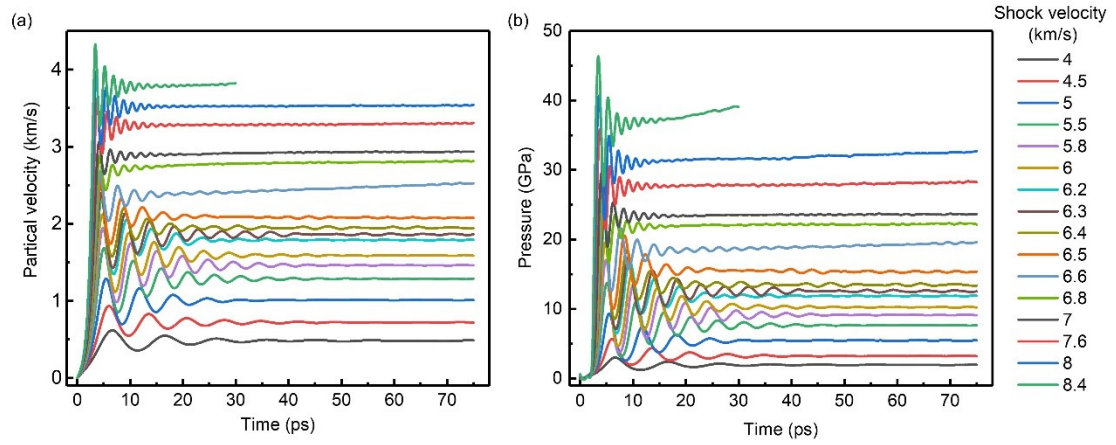 (a)
Partical velocity (km/s)
4
3
2
1
0
0 10 20 30 40 50 60 70
Time (ps)
(b)
Pressure (GPa)
50
40
30
20
10
0
0 10 20 30 40 50 60 70
Time (ps)
Shock velocity
(km/s)
4
4.5
5
5.5
5.8
6
6.2
6.3
6.4
6.5
6.6
6.8
7
7.6
8
8.4